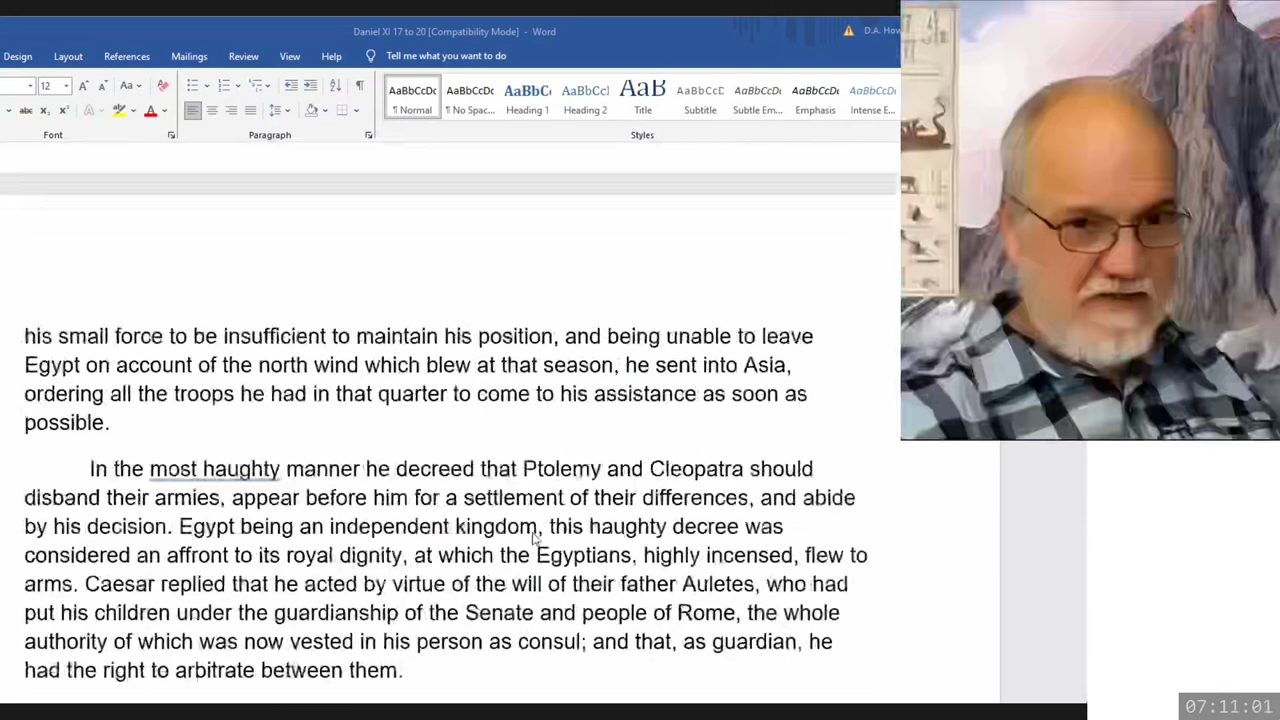 Daniel XI 17 to 20 [Compatibility Mode] - Word
D.A. How
Design Layout References Mailings Review View Help Tell me what you want to do
12 Aa
AaBbCcDc AaBbCcDc AaBbCc AaBbCcI AaB AaBbCcD AaBbCcDc AaBbCcDc AaBbCcDc
¶ Normal ¶ No Spac... Heading 1 Heading 2 Title Subtitle Subtle Em... Emphasis Intense E...
Font Paragraph Styles
his small force to be insufficient to maintain his position, and being unable to leave
Egypt on account of the north wind which blew at that season, he sent into Asia,
ordering all the troops he had in that quarter to come to his assistance as soon as
possible.
In the most haughty manner he decreed that Ptolemy and Cleopatra should
disband their armies, appear before him for a settlement of their differences, and abide
by his decision. Egypt being an independent kingdom, this haughty decree was
considered an affront to its royal dignity, at which the Egyptians, highly incensed, flew to
arms. Caesar replied that he acted by virtue of the will of their father Auletes, who had
put his children under the guardianship of the Senate and people of Rome, the whole
authority of which was now vested in his person as consul; and that, as guardian, he
had the right to arbitrate between them.
07:11:01